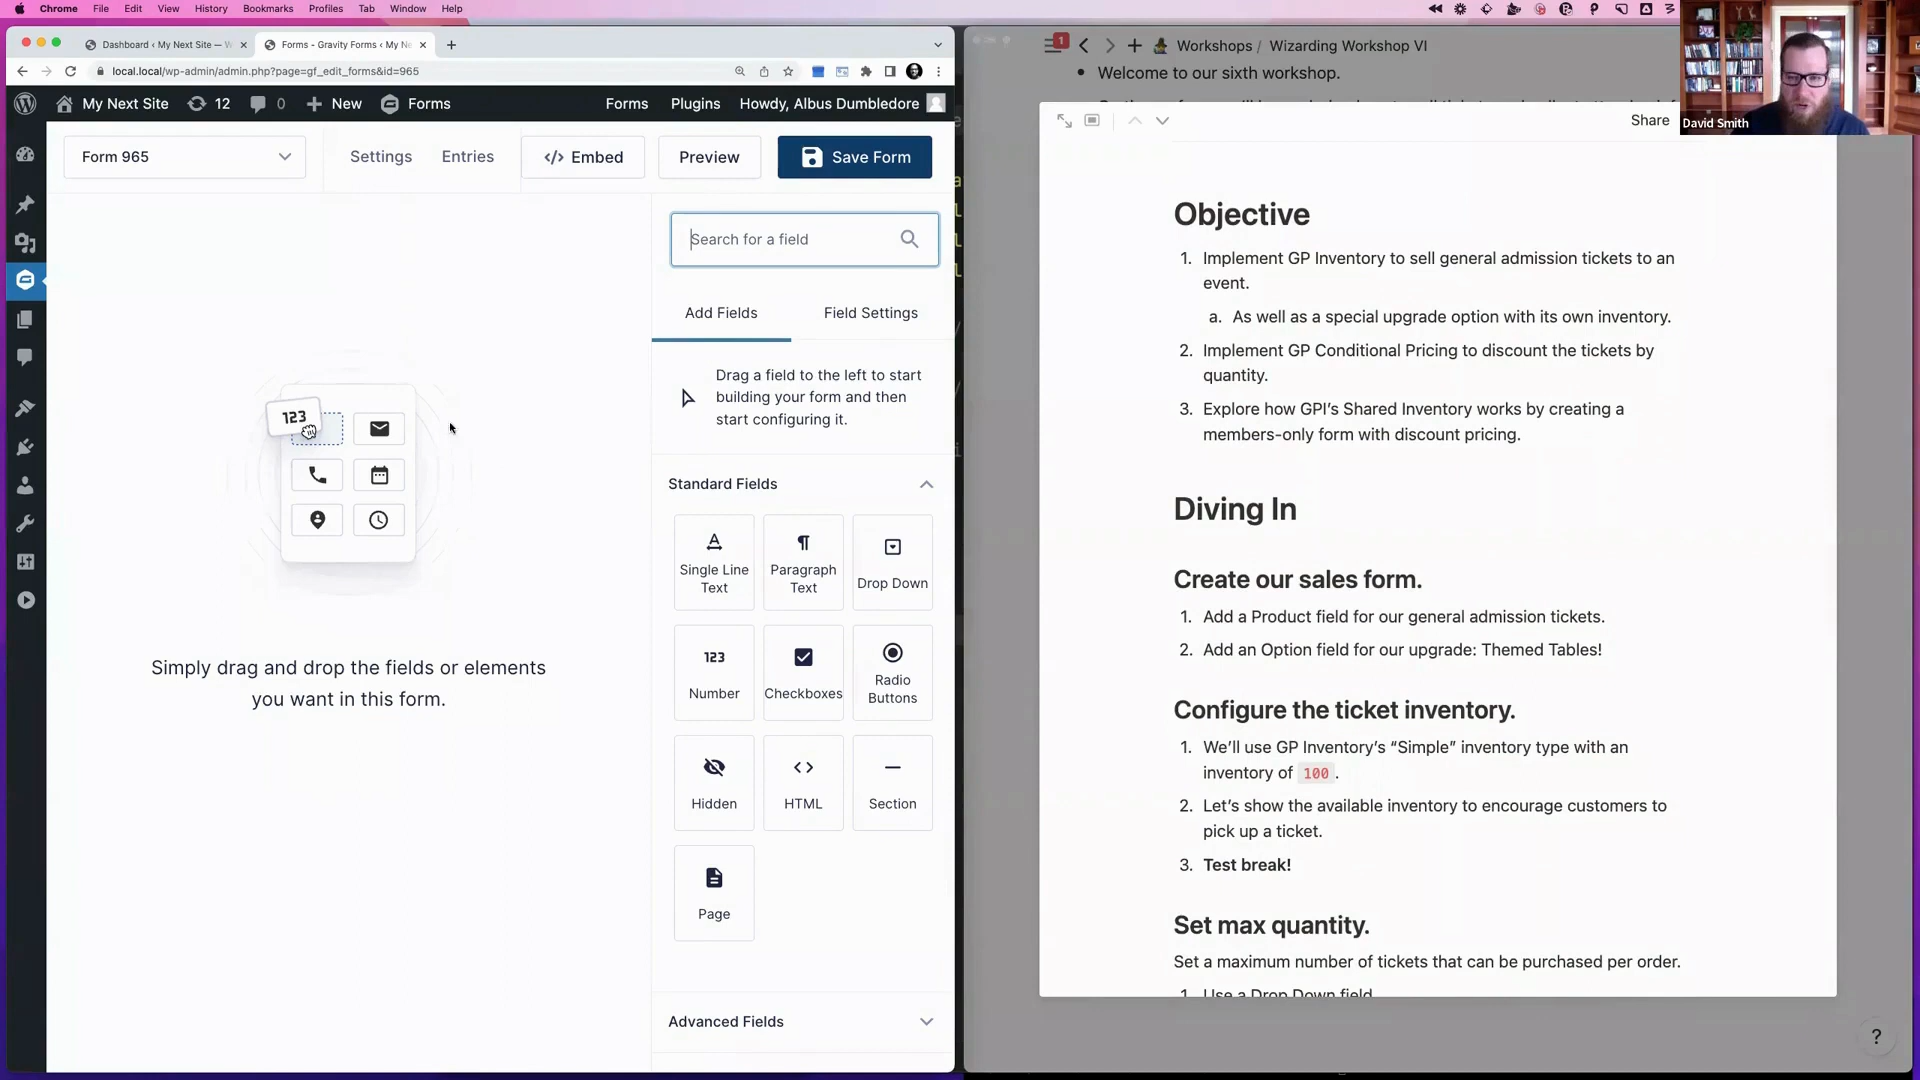 Chrome File Edit View History Bookmarks Profiles Tab Window Help
Dashboard ‹ My Next Site — W
Forms - Gravity Forms ‹ My Ne
local.local/wp-admin/admin.php?page=gf_edit_forms&id=965
My Next Site 12 0 New Forms Forms Plugins Howdy, Albus Dumbledore
Form 965
Settings
Entries
Embed
Preview
Save Form
Search for a field
Add Fields
Field Settings
Drag a field to the left to start
building your form and then
start configuring it.
Standard Fields
Single Line
Text
Paragraph
Text
Drop Down
123
Number
Checkboxes
Radio
Buttons
Hidden
HTML
Section
Page
Advanced Fields
123
Simply drag and drop the fields or elements
you want in this form.
1
Workshops / Wizarding Workshop VI
• Welcome to our sixth workshop.
Share
David Smith
Objective
1. Implement GP Inventory to sell general admission tickets to an
event.
a. As well as a special upgrade option with its own inventory.
2. Implement GP Conditional Pricing to discount the tickets by
quantity.
3. Explore how GPI’s Shared Inventory works by creating a
members-only form with discount pricing.
Diving In
Create our sales form.
1. Add a Product field for our general admission tickets.
2. Add an Option field for our upgrade: Themed Tables!
Configure the ticket inventory.
1. We’ll use GP Inventory’s “Simple” inventory type with an
inventory of 100.
2. Let’s show the available inventory to encourage customers to
pick up a ticket.
3. Test break!
Set max quantity.
Set a maximum number of tickets that can be purchased per order.
1. Use a Drop Down field
?